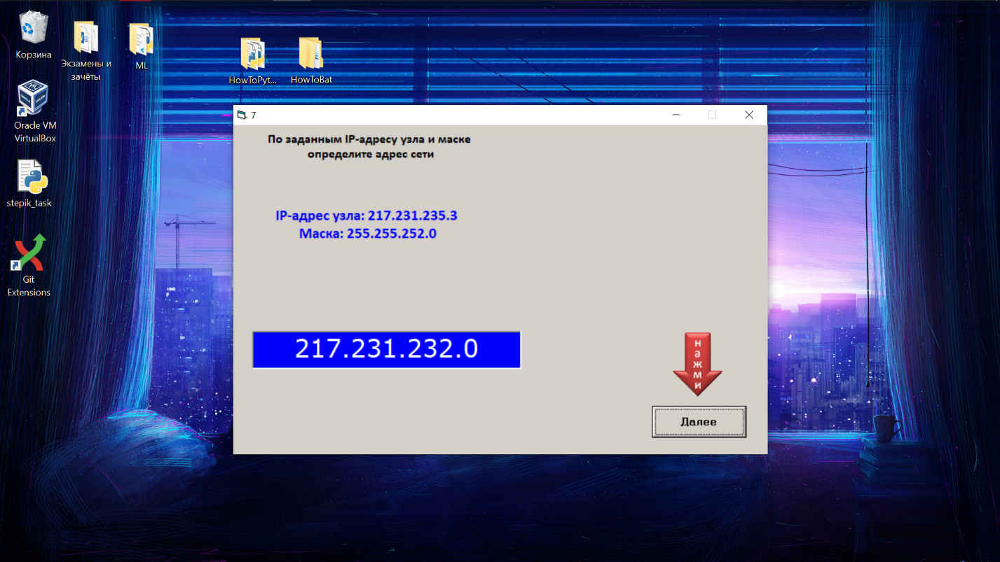 Корзина
Экзамены и
зачёты
ML
HowToPyt...
HowToBat
Oracle VM
VirtualBox
stepik_task
Git
Extensions
7
По заданным IP-адресу узла и маске
определите адрес сети
IP-адрес узла: 217.231.235.3
Маска: 255.255.252.0
217.231.232.0
нажми
Далее